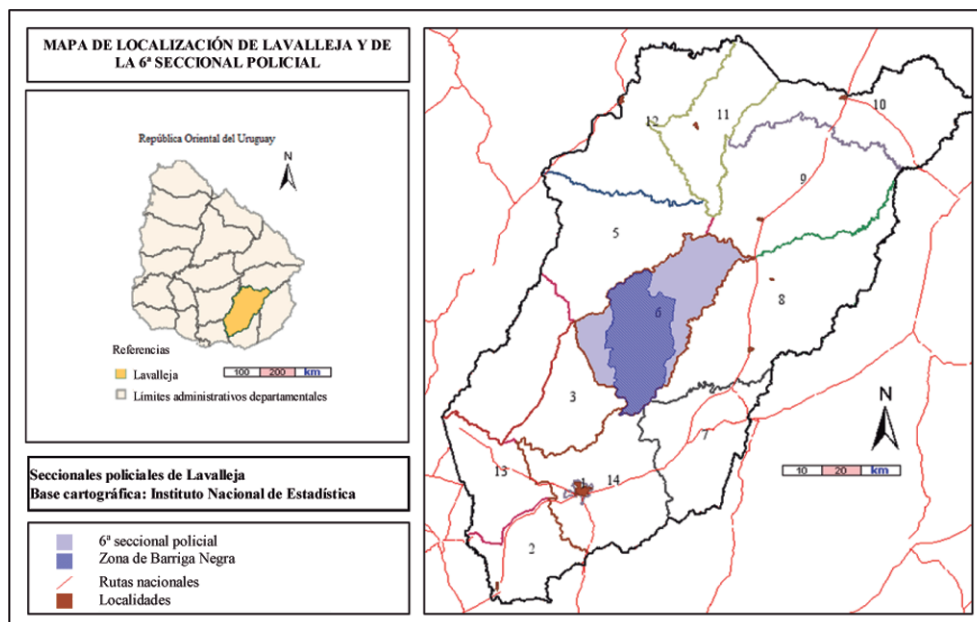 MAPA DE LOCALIZACIÓN DE LAVALLEJA Y DE
LA 6ª SECCIONAL POLICIAL
República Oriental del Uruguay
N
Referencias
Lavalleja
100 200 km
Límites administrativos departamentales
Seccionales policiales de Lavalleja
Base cartográfica: Instituto Nacional de Estadística
6ª seccional policial
Zona de Barriga Negra
Rutas nacionales
Localidades
10
11
12
9
5
8
6
3
7
13
1
14
2
N
10 20 km